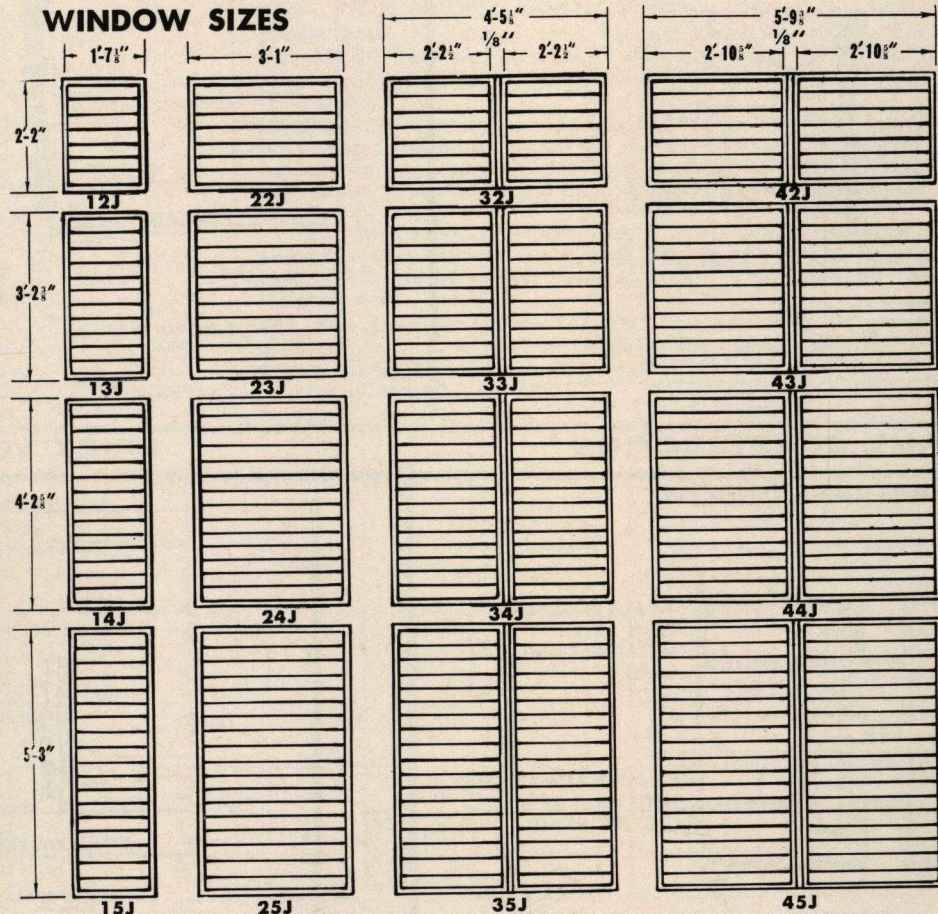 WINDOW SIZES
4'-5⅛" 5'-9⅜"
1'-7⅛" 3'-1" 2'-2½" ⅛" 2'-2½" 2'-10⅝" ⅛" 2'-10⅝"
2'-2"
12J 22J 32J 42J
3'-2⅜"
13J 23J 33J 43J
4'-2⅝"
14J 24J 34J 44J
5'-3"
15J 25J 35J 45J